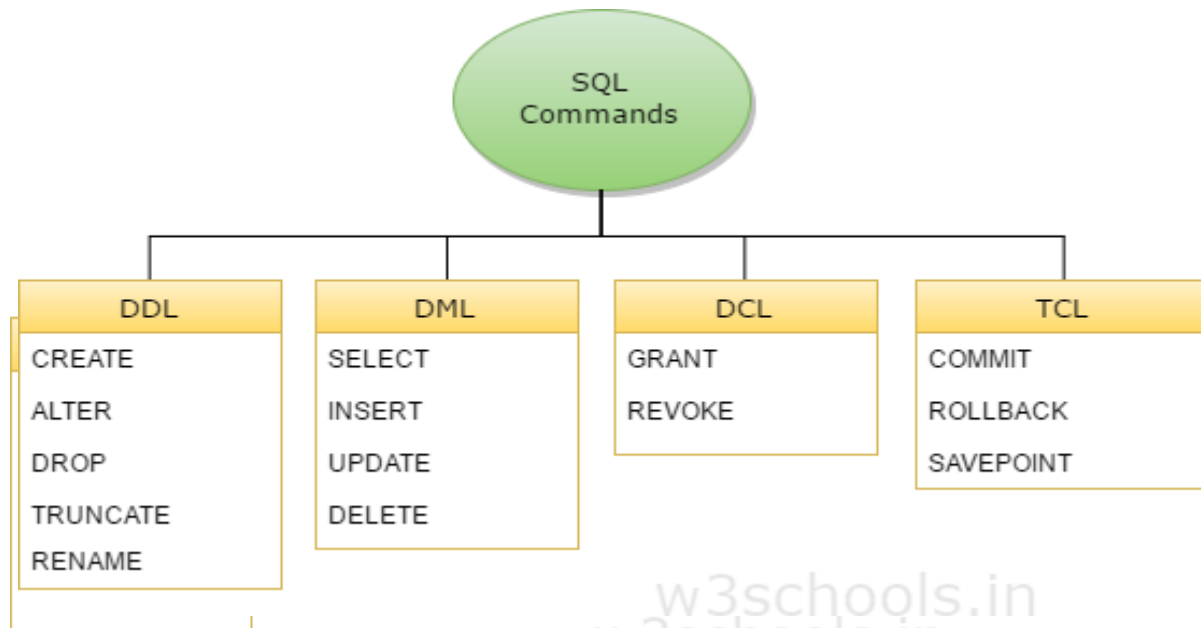 SQL
Commands
DDL
CREATE
ALTER
DROP
TRUNCATE
RENAME
DML
SELECT
INSERT
UPDATE
DELETE
DCL
GRANT
REVOKE
TCL
COMMIT
ROLLBACK
SAVEPOINT
w3schools.in